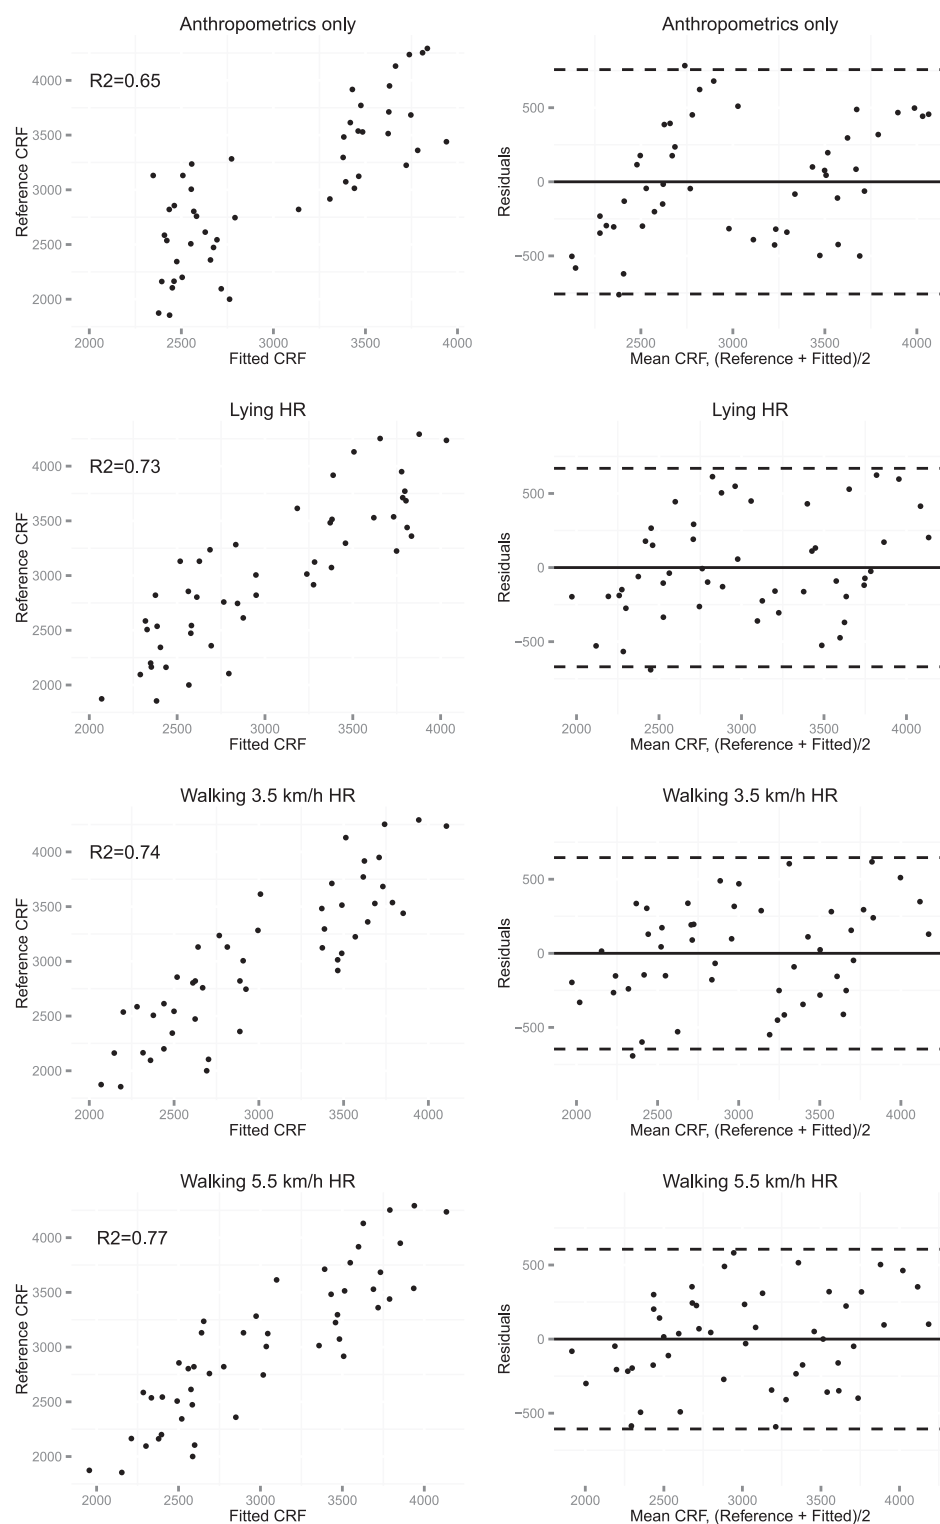 Anthropometrics only
R2=0.65
Reference CRF
4000
3500
3000
2500
2000
2000 2500 3000 3500 4000
Fitted CRF
Anthropometrics only
Residuals
500
0
−500
2500 3000 3500 4000
Mean CRF, (Reference + Fitted)/2
Lying HR
R2=0.73
Reference CRF
4000
3500
3000
2500
2000
2000 2500 3000 3500 4000
Fitted CRF
Lying HR
Residuals
500
0
−500
2000 2500 3000 3500 4000
Mean CRF, (Reference + Fitted)/2
Walking 3.5 km/h HR
R2=0.74
Reference CRF
4000
3500
3000
2500
2000
2000 2500 3000 3500 4000
Fitted CRF
Walking 3.5 km/h HR
Residuals
500
0
−500
2000 2500 3000 3500 4000
Mean CRF, (Reference + Fitted)/2
Walking 5.5 km/h HR
R2=0.77
Reference CRF
4000
3500
3000
2500
2000
2000 2500 3000 3500 4000
Fitted CRF
Walking 5.5 km/h HR
Residuals
500
0
−500
2000 2500 3000 3500 4000
Mean CRF, (Reference + Fitted)/2